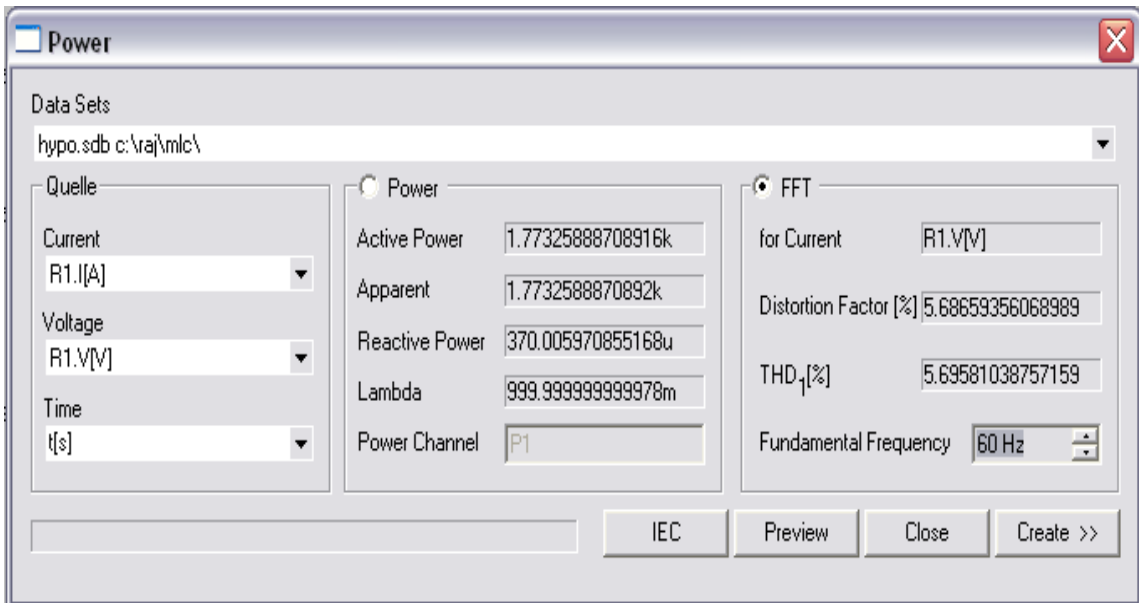 Power
Data Sets
hypo.sdb c:\raj\mlc\
Quelle
Current
R1.I[A]
Voltage
R1.V[V]
Time
t[s]
Power
Active Power 1.77325888708916k
Apparent 1.7732588870892k
Reactive Power 370.005970855168u
Lambda 999.999999999978m
Power Channel P1
FFT
for Current R1.V[V]
Distortion Factor [%] 5.68659356068989
THD1[%] 5.69581038757159
Fundamental Frequency 60 Hz
IEC Preview Close Create >>